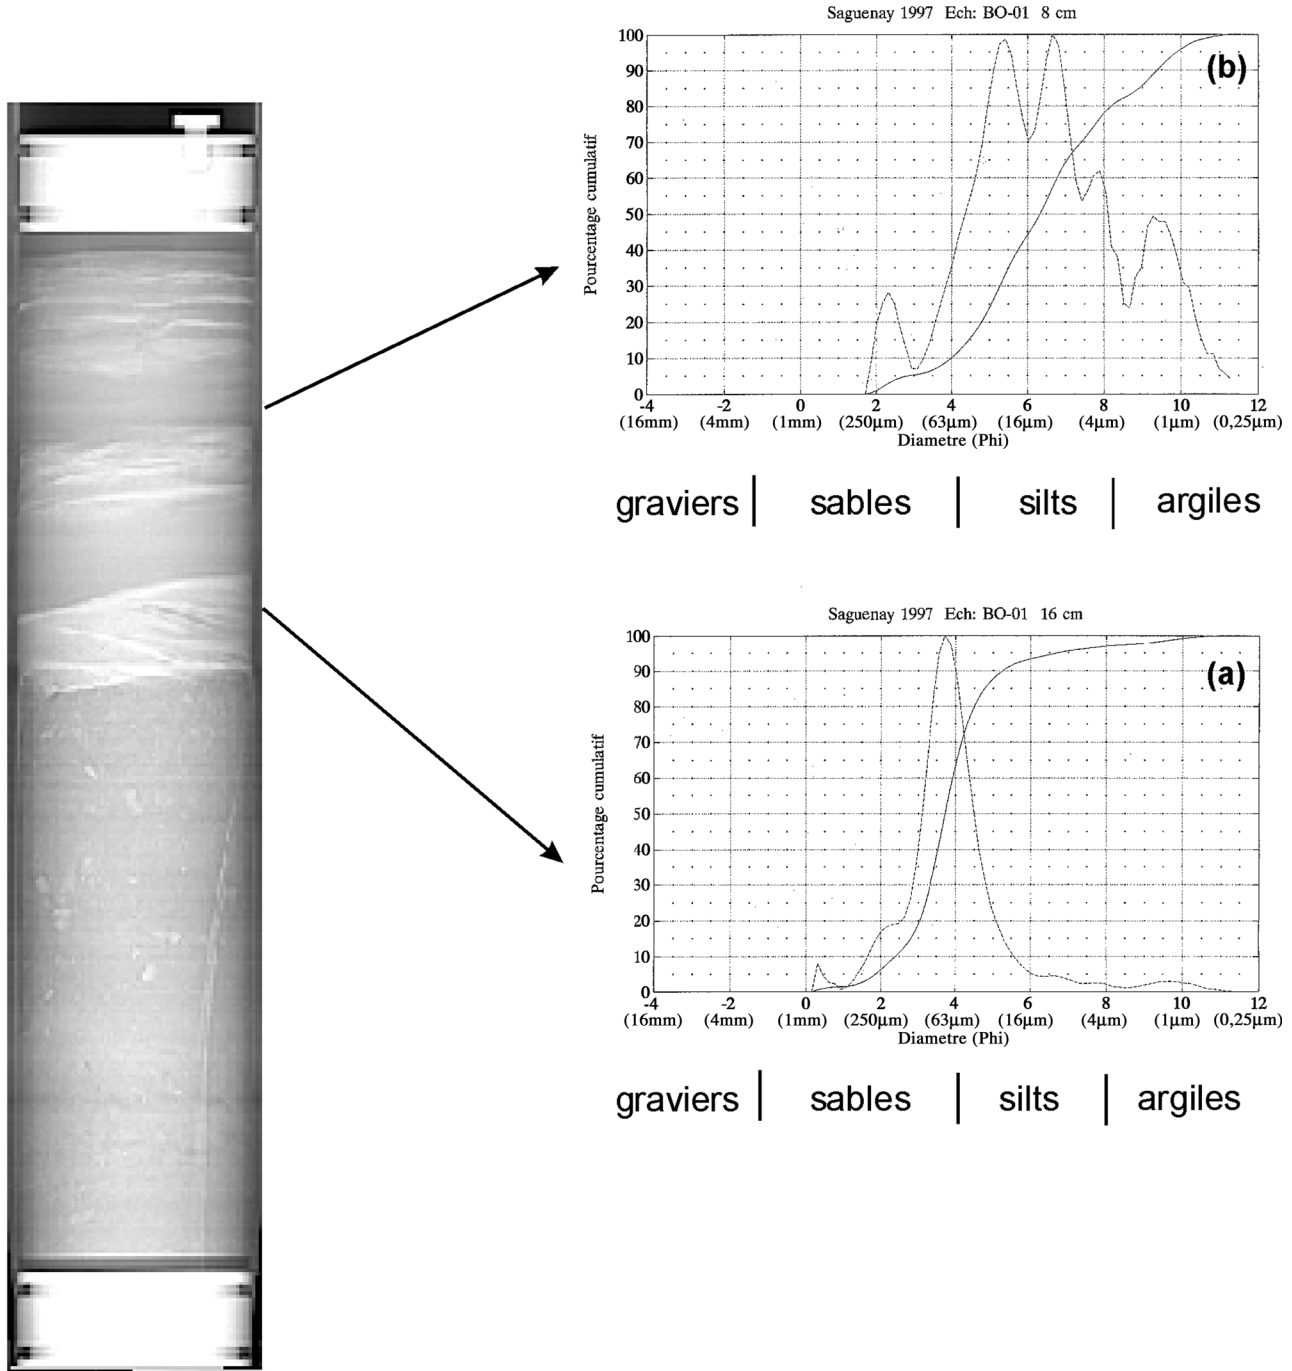 Saguenay 1997 Ech: BO-01 8 cm
(b)
Pourcentage cumulatif
100
90
80
70
60
50
40
30
20
10
0
-4 -2 0 2 4 6 8 10 12
(16mm) (4mm) (1mm) (250µm) (63µm) (16µm) (4µm) (1µm) (0,25µm)
Diametre (Phi)
graviers | sables | silts | argiles
Saguenay 1997 Ech: BO-01 16 cm
(a)
Pourcentage cumulatif
100
90
80
70
60
50
40
30
20
10
0
-4 -2 0 2 4 6 8 10 12
(16mm) (4mm) (1mm) (250µm) (63µm) (16µm) (4µm) (1µm) (0,25µm)
Diametre (Phi)
graviers | sables | silts | argiles